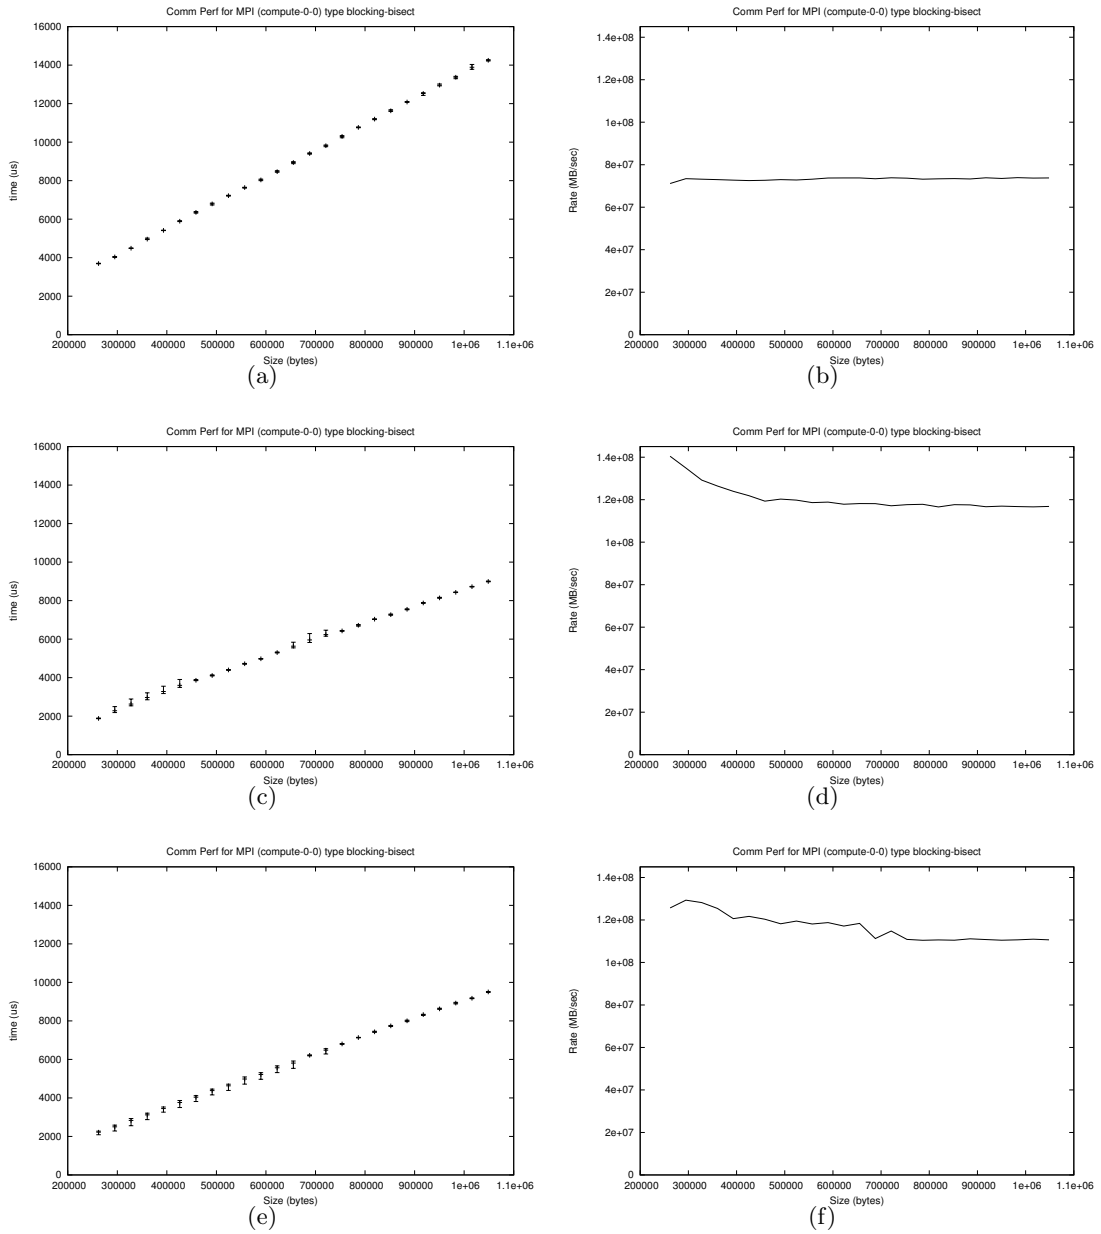 Comm Perf for MPI (compute-0-0) type blocking-bisect
16000
14000
12000
10000
8000
6000
4000
2000
0
time (us)
200000 300000 400000 500000 600000 700000 800000 900000 1e+06 1.1e+06
Size (bytes)
(a)
Comm Perf for MPI (compute-0-0) type blocking-bisect
1.4e+08
1.2e+08
1e+08
8e+07
6e+07
4e+07
2e+07
0
Rate (MB/sec)
200000 300000 400000 500000 600000 700000 800000 900000 1e+06 1.1e+06
Size (bytes)
(b)
Comm Perf for MPI (compute-0-0) type blocking-bisect
16000
14000
12000
10000
8000
6000
4000
2000
0
time (us)
200000 300000 400000 500000 600000 700000 800000 900000 1e+06 1.1e+06
Size (bytes)
(c)
Comm Perf for MPI (compute-0-0) type blocking-bisect
1.4e+08
1.2e+08
1e+08
8e+07
6e+07
4e+07
2e+07
0
Rate (MB/sec)
200000 300000 400000 500000 600000 700000 800000 900000 1e+06 1.1e+06
Size (bytes)
(d)
Comm Perf for MPI (compute-0-0) type blocking-bisect
16000
14000
12000
10000
8000
6000
4000
2000
0
time (us)
200000 300000 400000 500000 600000 700000 800000 900000 1e+06 1.1e+06
Size (bytes)
(e)
Comm Perf for MPI (compute-0-0) type blocking-bisect
1.4e+08
1.2e+08
1e+08
8e+07
6e+07
4e+07
2e+07
0
Rate (MB/sec)
200000 300000 400000 500000 600000 700000 800000 900000 1e+06 1.1e+06
Size (bytes)
(f)